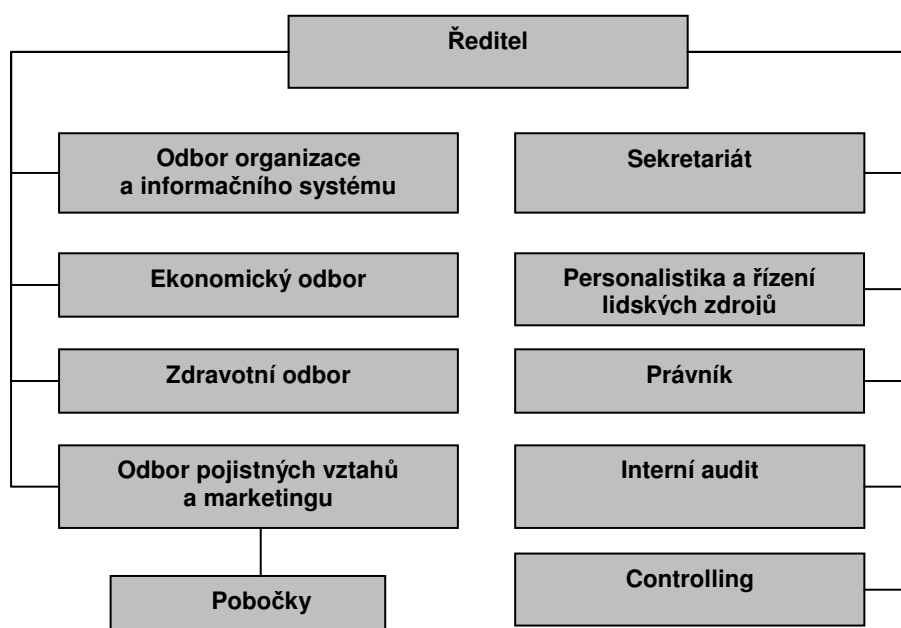 Ředitel
Odbor organizace
a informačního systému
Sekretariát
Ekonomický odbor
Personalistika a řízení
lidských zdrojů
Zdravotní odbor
Právník
Odbor pojistných vztahů
a marketingu
Interní audit
Pobočky
Controlling